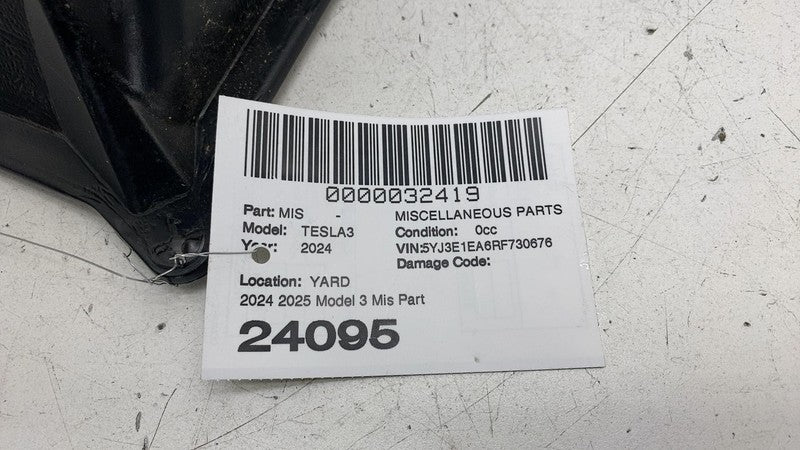 0000032419
Part: MIS - MISCELLANEOUS PARTS
Model: TESLA3 Condition: 0cc
Year: 2024 VIN:5YJ3E1EA6RF730676
Damage Code:
Location: YARD
2024 2025 Model 3 Mis Part
24095